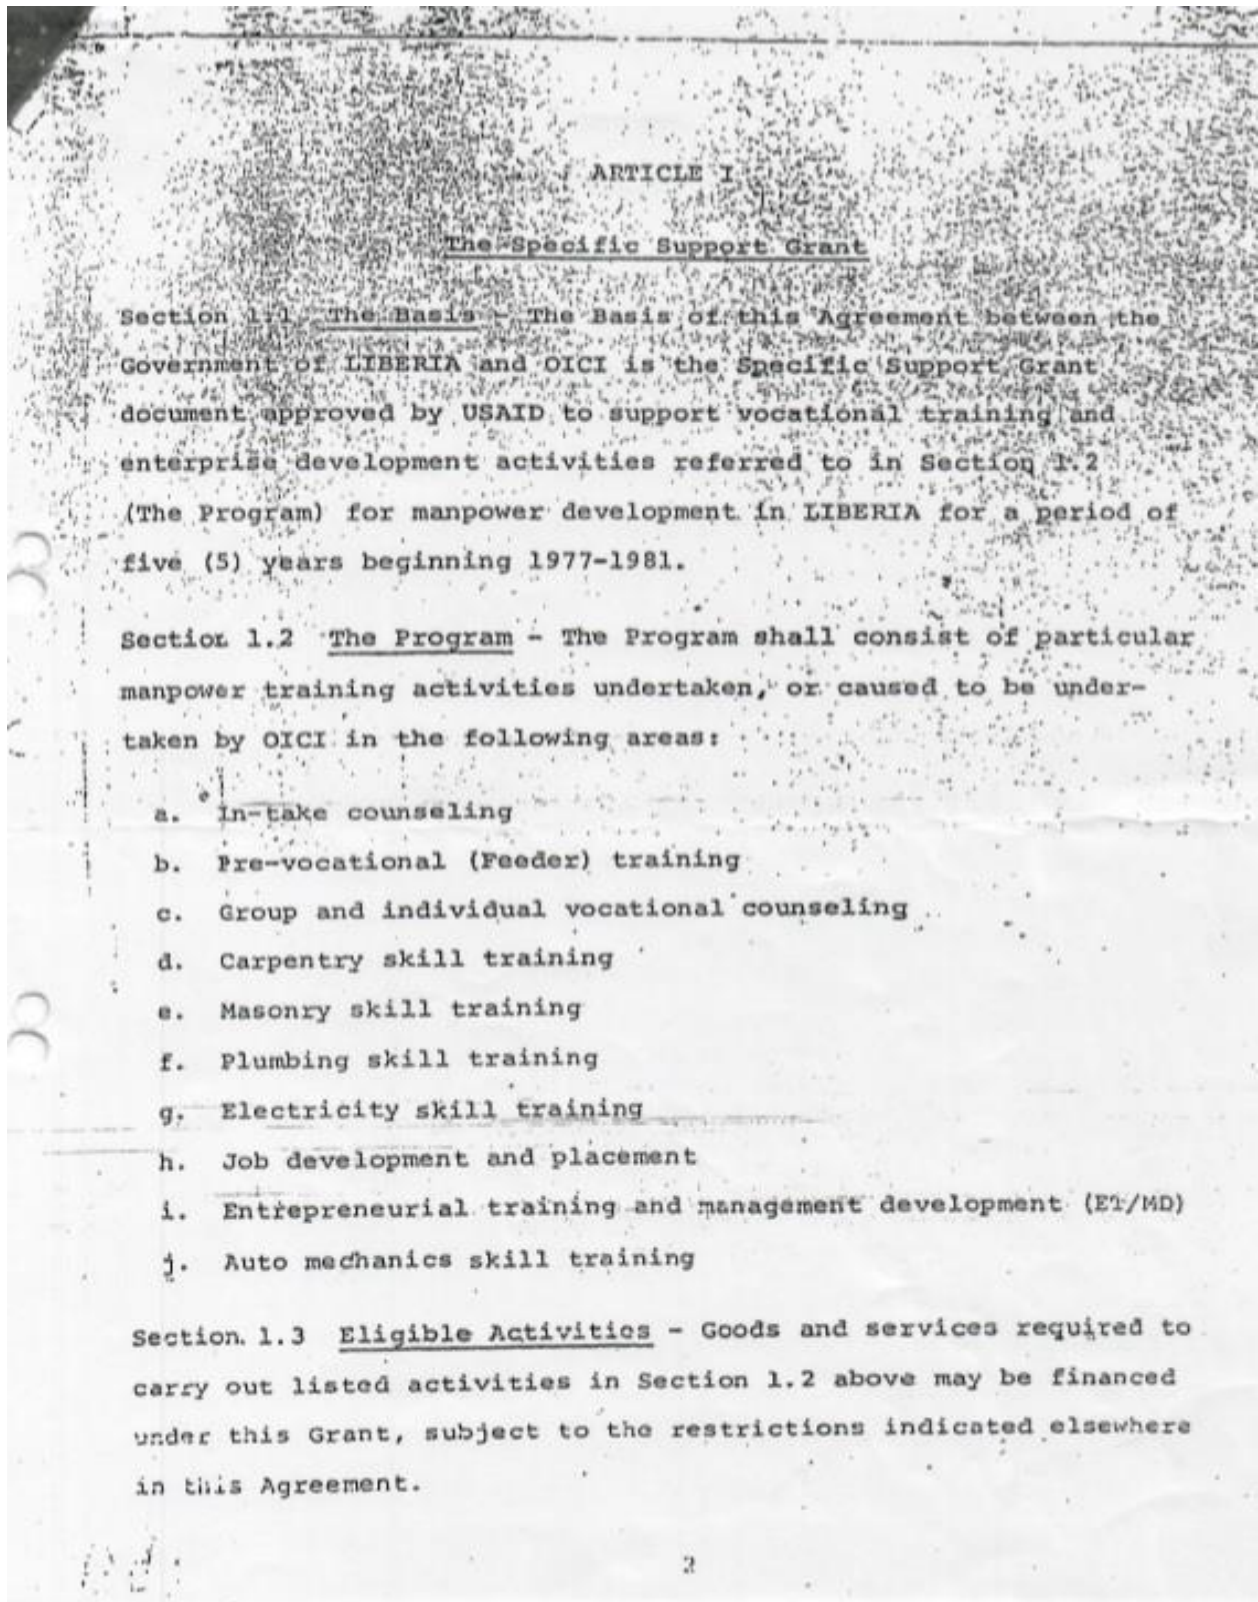 ARTICLE I
The Specific Support Grant
Section 1.1 The Basis - The Basis of this Agreement between the
Government of LIBERIA and OICI is the Specific Support Grant
document approved by USAID to support vocational training and
enterprise development activities referred to in Section 1.2
(The Program) for manpower development in LIBERIA for a period of
five (5) years beginning 1977-1981.
Section 1.2 The Program - The Program shall consist of particular
manpower training activities undertaken, or caused to be under-
taken by OICI in the following areas:
a. In-take counseling
b. Pre-vocational (Feeder) training
c. Group and individual vocational counseling
d. Carpentry skill training
e. Masonry skill training
f. Plumbing skill training
g. Electricity skill training
h. Job development and placement
i. Entrepreneurial training and management development (ET/MD)
j. Auto mechanics skill training
Section 1.3 Eligible Activities - Goods and services required to
carry out listed activities in Section 1.2 above may be financed
under this Grant, subject to the restrictions indicated elsewhere
in this Agreement.
2